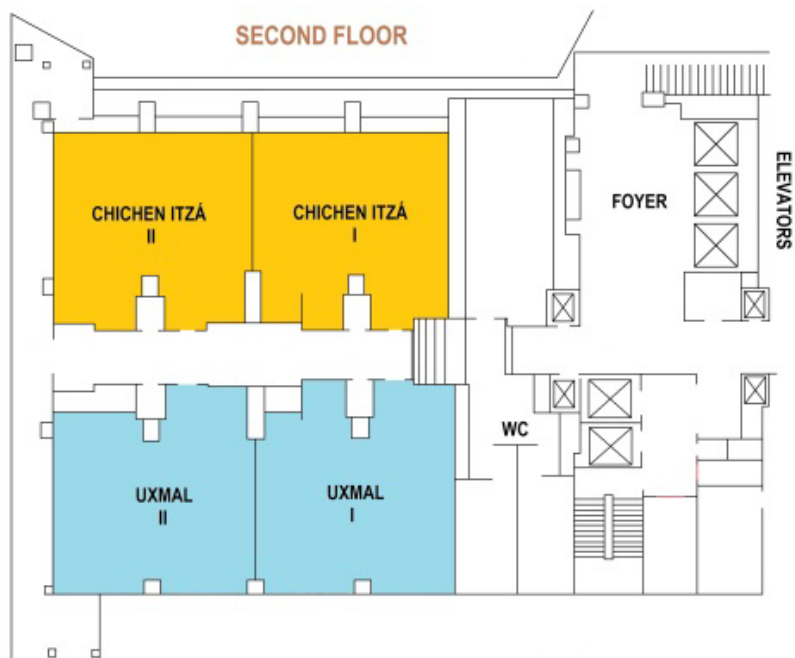 SECOND FLOOR
CHICHEN ITZÁ
II
CHICHEN ITZÁ
I
FOYER
ELEVATORS
WC
UXMAL
II
UXMAL
I